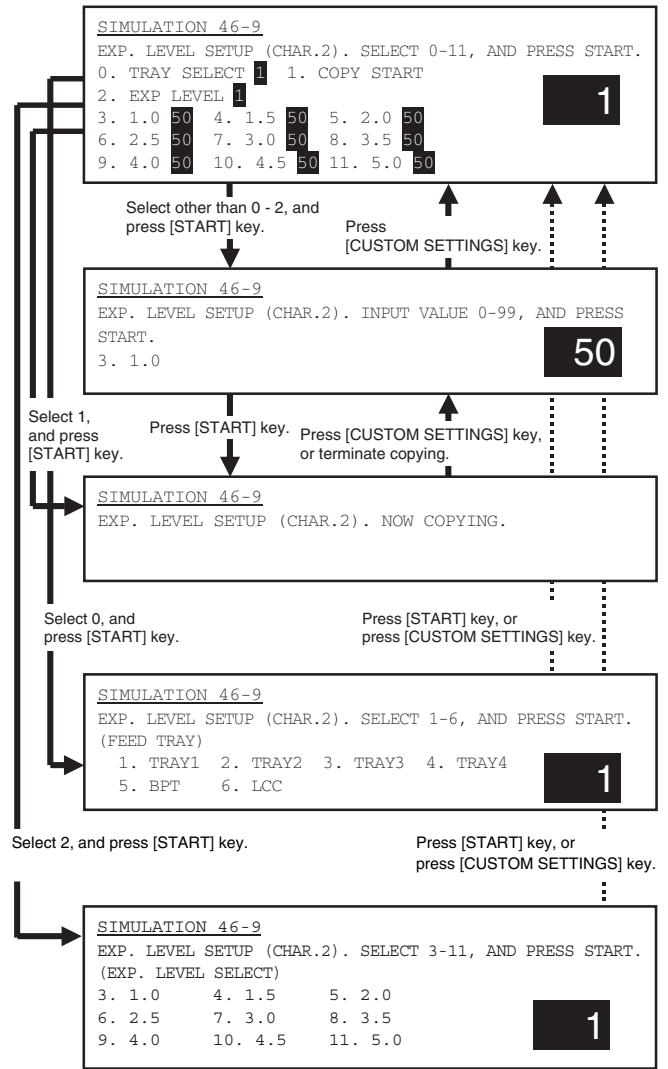 SIMULATION 46-9
EXP. LEVEL SETUP (CHAR.2). SELECT 0-11, AND PRESS START.
0. TRAY SELECT 1 1. COPY START
2. EXP LEVEL 1
1
3. 1.0 50 4. 1.5 50 5. 2.0 50
6. 2.5 50 7. 3.0 50 8. 3.5 50
9. 4.0 50 10. 4.5 50 11. 5.0 50
Select other than 0 - 2, and
press [START] key.
Press
[CUSTOM SETTINGS] key.
SIMULATION 46-9
EXP. LEVEL SETUP (CHAR.2). INPUT VALUE 0-99, AND PRESS
START.
3. 1.0
50
Select 1,
and press
[START] key.
Press [START] key.
Press [CUSTOM SETTINGS] key,
or terminate copying.
SIMULATION 46-9
EXP. LEVEL SETUP (CHAR.2). NOW COPYING.
Select 0, and
press [START] key.
Press [START] key, or
press [CUSTOM SETTINGS] key.
SIMULATION 46-9
EXP. LEVEL SETUP (CHAR.2). SELECT 1-6, AND PRESS START.
(FEED TRAY)
1. TRAY1 2. TRAY2 3. TRAY3 4. TRAY4
5. BPT 6. LCC
1
Select 2, and press [START] key.
Press [START] key, or
press [CUSTOM SETTINGS] key.
SIMULATION 46-9
EXP. LEVEL SETUP (CHAR.2). SELECT 3-11, AND PRESS START.
(EXP. LEVEL SELECT)
3. 1.0 4. 1.5 5. 2.0
6. 2.5 7. 3.0 8. 3.5
9. 4.0 10. 4.5 11. 5.0
1